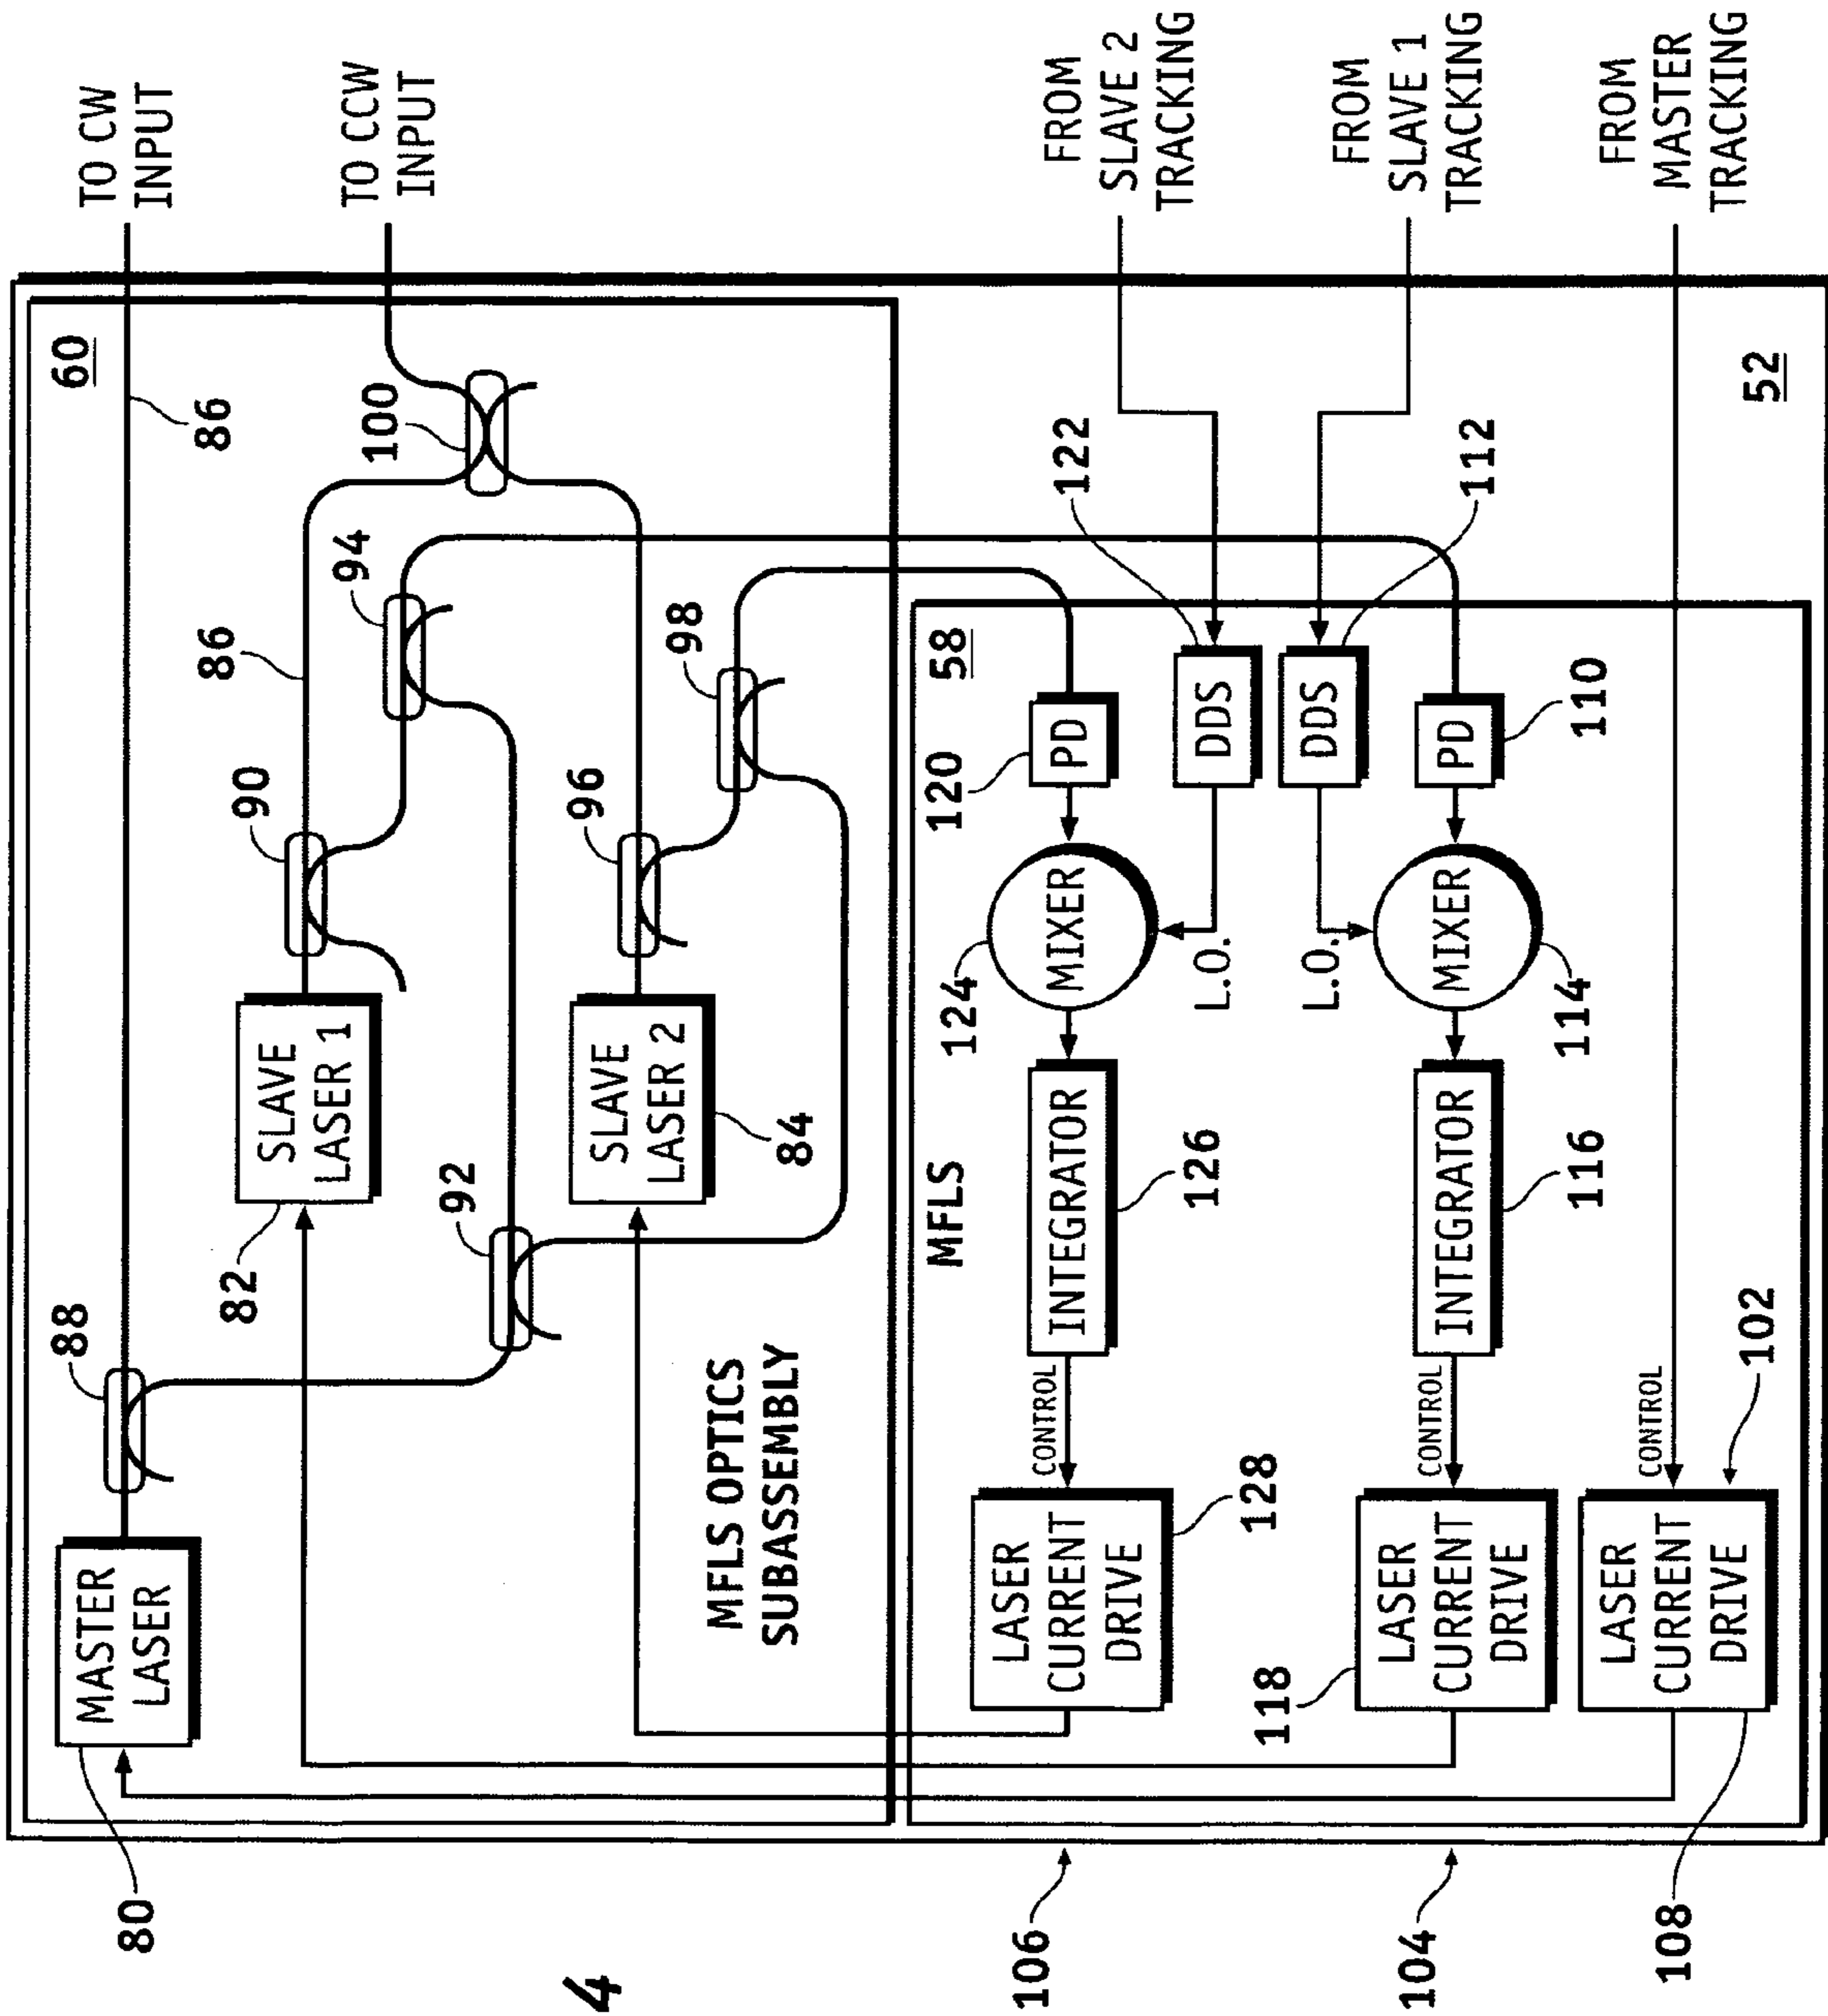 TO CW
INPUT
TO CCW
INPUT
FROM
SLAVE 2
TRACKING
FROM
SLAVE 1
TRACKING
FROM
MASTER
TRACKING
60
86
100
94
86
90
98
96
88
92
MASTER
LASER
80
SLAVE
LASER 1
82
SLAVE
LASER 2
84
MFLS OPTICS
SUBASSEMBLY
52
58
MFLS
122
112
120
PD
DDS
DDS
PD
110
124
MIXER
L.O.
L.O.
MIXER
114
INTEGRATOR
126
INTEGRATOR
116
CONTROL
CONTROL
CONTROL
102
LASER
CURRENT
DRIVE
128
118
LASER
CURRENT
DRIVE
LASER
CURRENT
DRIVE
106
104
108
4